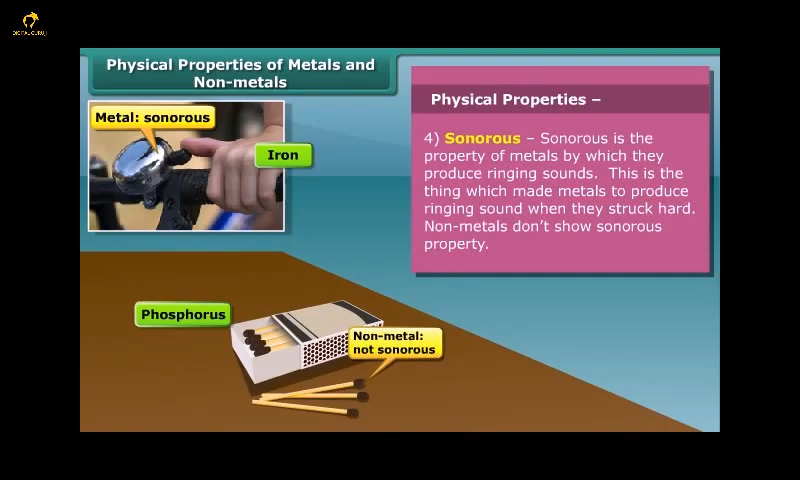 DIGITAL GURUJI
Physical Properties of Metals and
Non-metals
Metal: sonorous
Iron
Physical Properties –
4) Sonorous – Sonorous is the
property of metals by which they
produce ringing sounds.  This is the
thing which made metals to produce
ringing sound when they struck hard.
Non-metals don’t show sonorous
property.
Phosphorus
Non-metal:
not sonorous